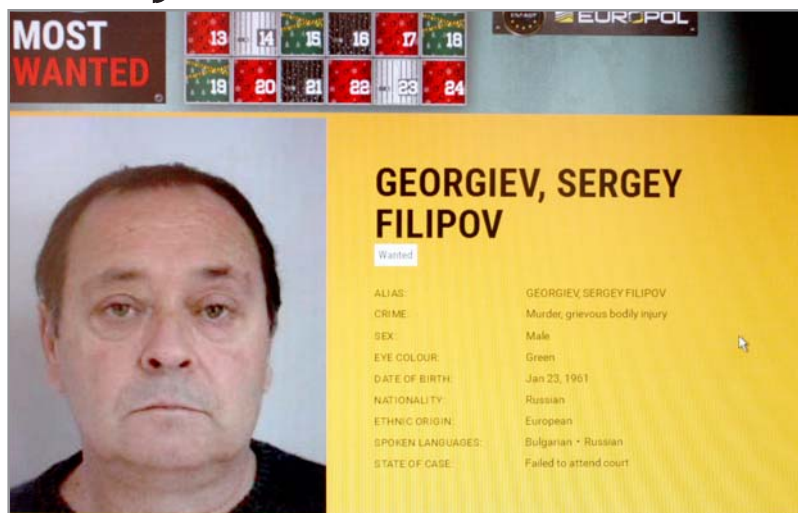 MOST
WANTED
13 14 15 16 17 18
19 20 21 22 23 24
EUROPOL
GEORGIEV, SERGEY
FILIPOV
Wanted
ALIAS: GEORGIEV, SERGEY FILIPOV
CRIME: Murder, grievous bodily injury
SEX: Male
EYE COLOUR: Green
DATE OF BIRTH: Jan 23, 1961
NATIONALITY: Russian
ETHNIC ORIGIN: European
SPOKEN LANGUAGES: Bulgarian • Russian
STATE OF CASE: Failed to attend court